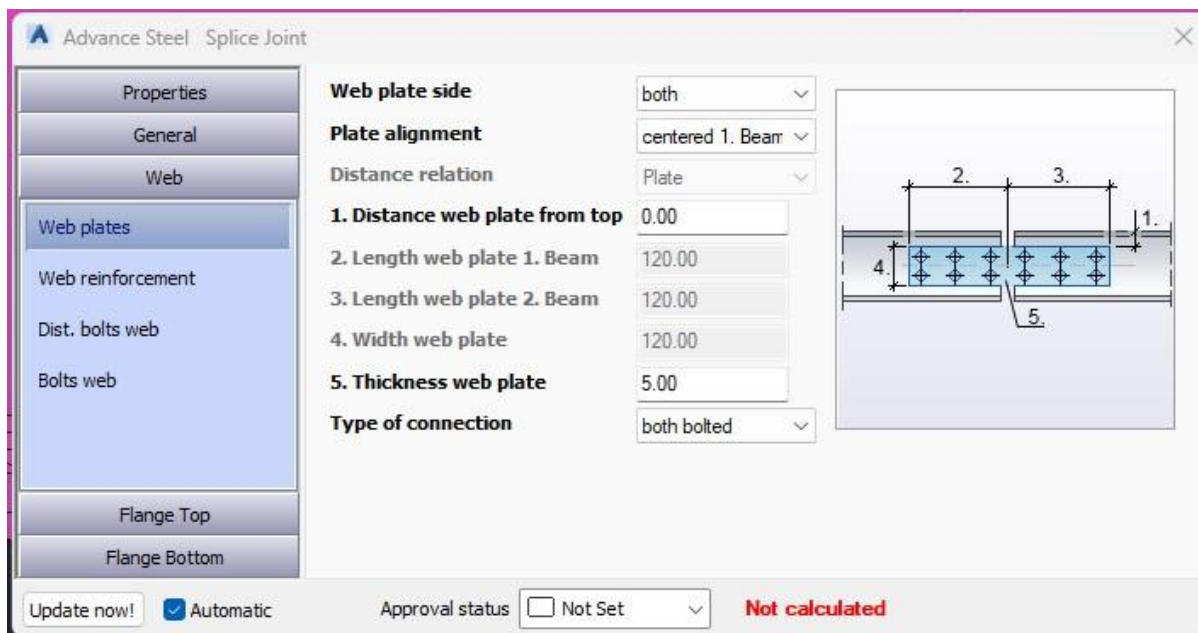 Advance Steel Splice Joint
Properties
General
Web
Web plates
Web reinforcement
Dist. bolts web
Bolts web
Flange Top
Flange Bottom
Web plate side both
Plate alignment centered 1. Beam
Distance relation Plate
1. Distance web plate from top 0.00
2. Length web plate 1. Beam 120.00
3. Length web plate 2. Beam 120.00
4. Width web plate 120.00
5. Thickness web plate 5.00
Type of connection both bolted
2. 3.
1.
4.
5.
Update now! Automatic Approval status Not Set Not calculated